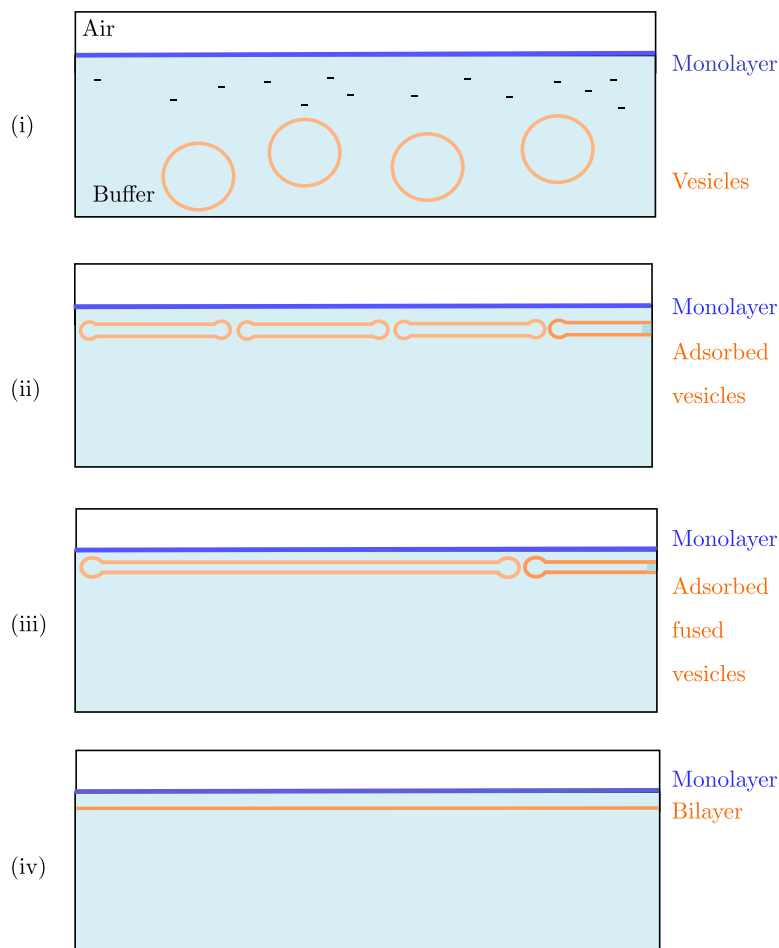 Air
Monolayer
(i)
Vesicles
Buffer
Monolayer
Adsorbed
(ii)
vesicles
Monolayer
Adsorbed
(iii)
fused
vesicles
Monolayer
Bilayer
(iv)